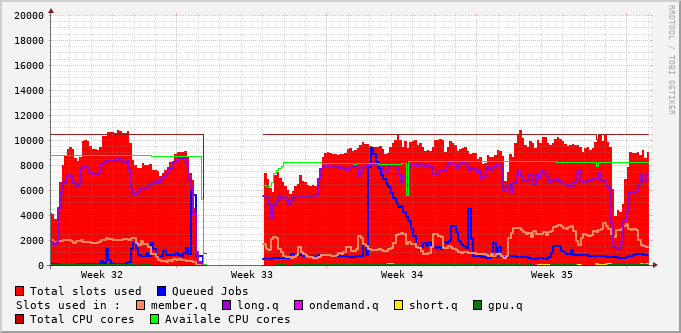 20000
18000
16000
14000
12000
10000
8000
6000
4000
2000
0
Week 32 Week 33 Week 34 Week 35
Total slots used Queued Jobs
Slots used in : member.q long.q ondemand.q short.q gpu.q
Total CPU cores Availale CPU cores
RRDTOOL / TOBI OETIKER